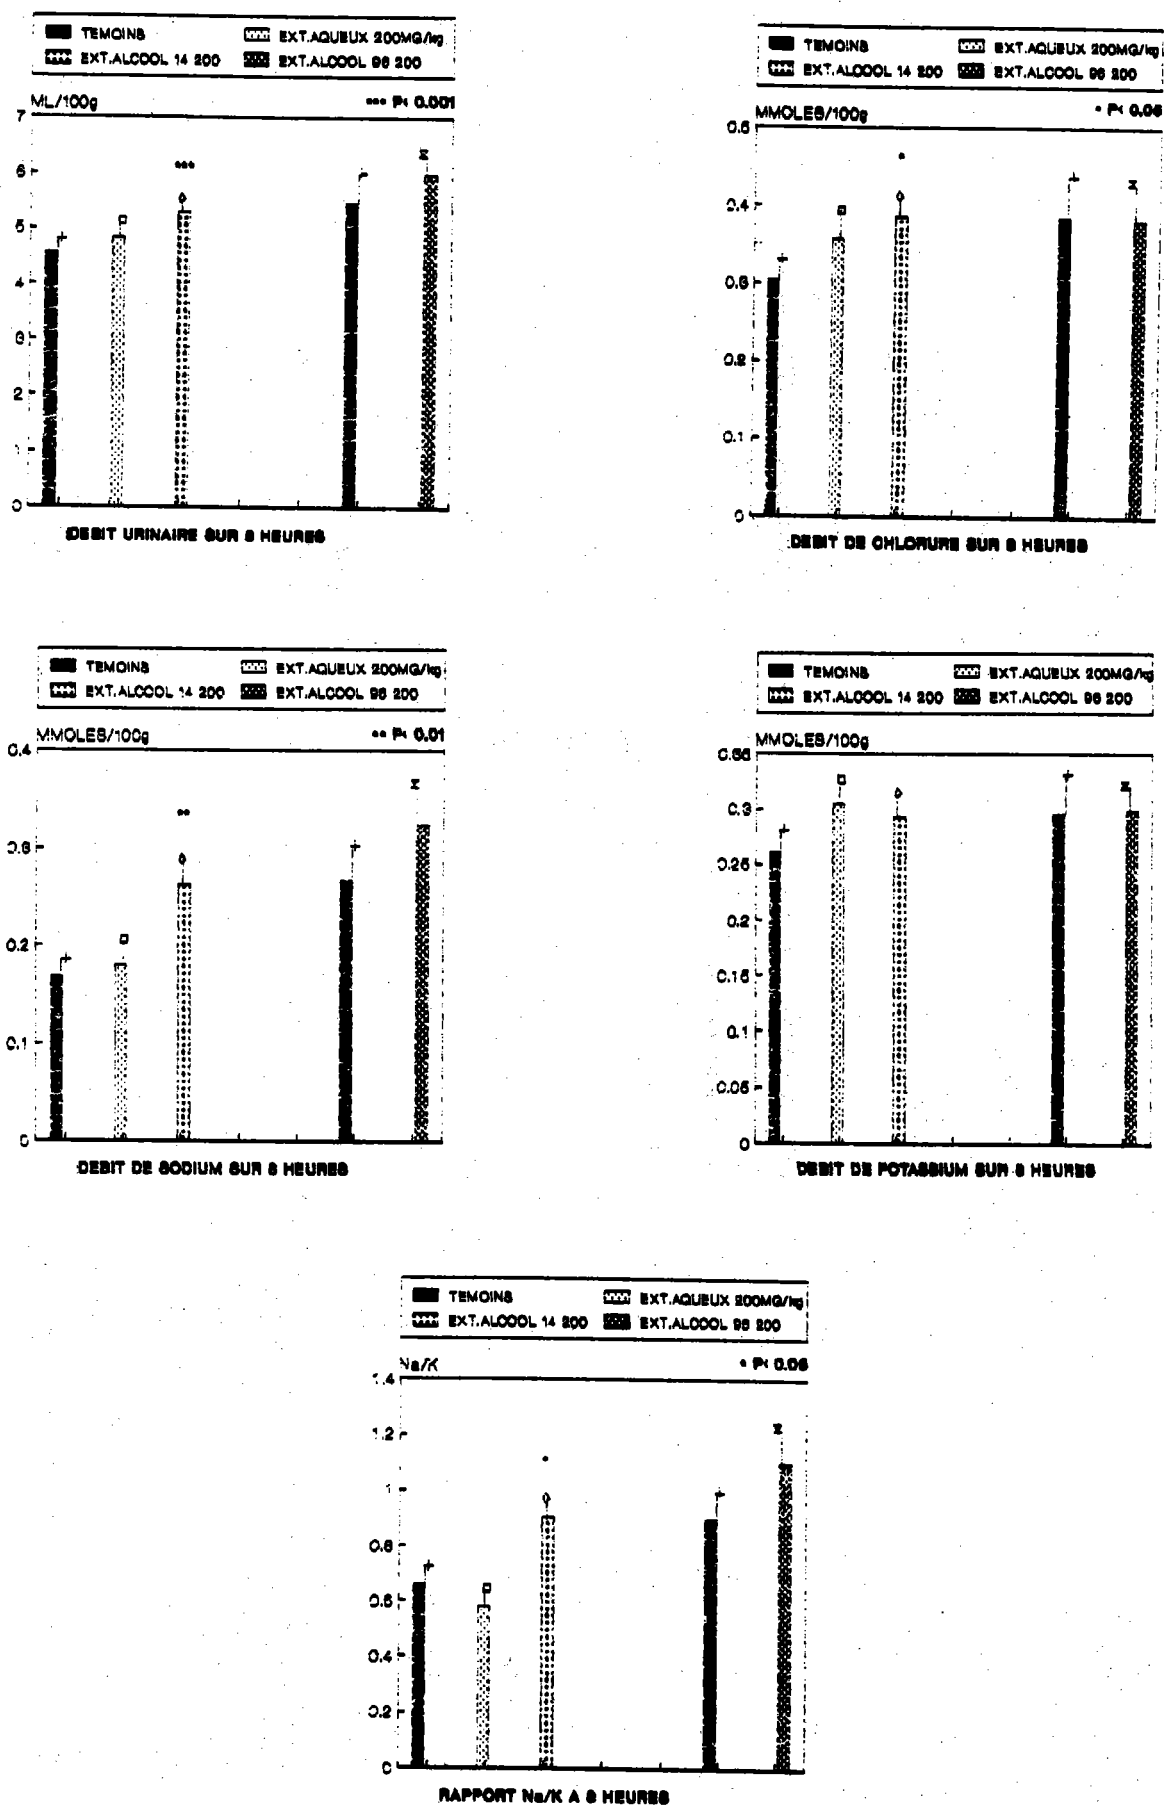 TEMOINS
EXT.AQUEUX 200MG/kg
EXT.ALCOOL 14 200
EXT.ALCOOL 96 200
ML/100g
*** P< 0.001
7
6
5
4
3
2
1
0
DEBIT URINAIRE SUR 8 HEURES
TEMOINS
EXT.AQUEUX 200MG/kg
EXT.ALCOOL 14 200
EXT.ALCOOL 96 200
MMOLES/100g
* P< 0.05
0.5
0.4
0.3
0.2
0.1
0
DEBIT DE CHLORURE SUR 8 HEURES
TEMOINS
EXT.AQUEUX 200MG/kg
EXT.ALCOOL 14 200
EXT.ALCOOL 96 200
MMOLES/100g
** P< 0.01
0.4
0.3
0.2
0.1
0
DEBIT DE SODIUM SUR 8 HEURES
TEMOINS
EXT.AQUEUX 200MG/kg
EXT.ALCOOL 14 200
EXT.ALCOOL 96 200
MMOLES/100g
0.35
0.3
0.25
0.2
0.15
0.1
0.05
0
DEBIT DE POTASSIUM SUR 8 HEURES
TEMOINS
EXT.AQUEUX 200MG/kg
EXT.ALCOOL 14 200
EXT.ALCOOL 96 200
Na/K
* P< 0.05
1.4
1.2
1
0.8
0.6
0.4
0.2
0
RAPPORT Na/K A 8 HEURES